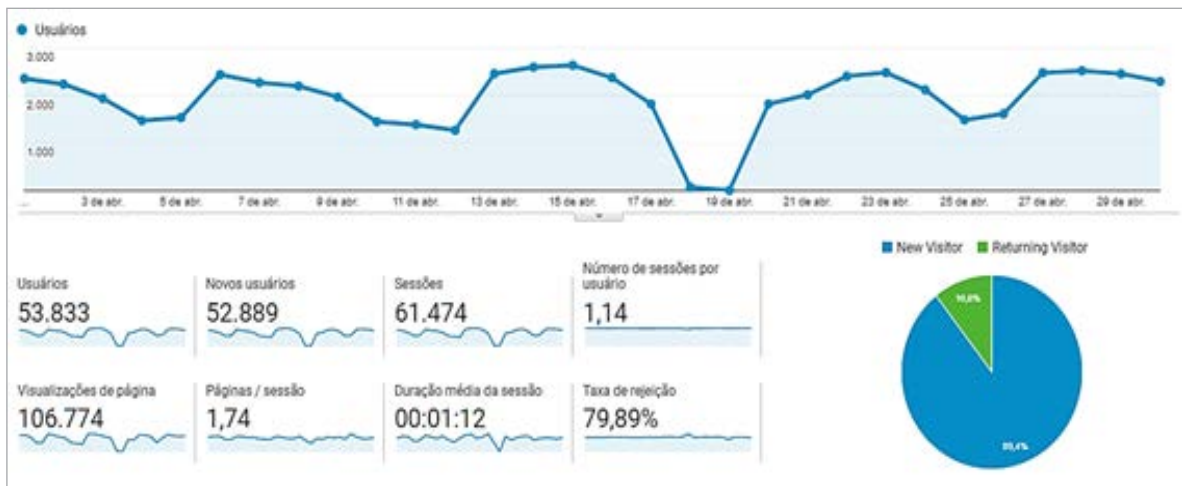 Usuários
3.000
2.000
1.000
...
3 de abr.
5 de abr.
7 de abr.
9 de abr.
11 de abr.
13 de abr.
15 de abr.
17 de abr.
19 de abr.
21 de abr.
23 de abr.
25 de abr.
27 de abr.
29 de abr.
New Visitor
Returning Visitor
Usuários
53.833
Novos usuários
52.889
Sessões
61.474
Número de sessões por
usuário
1,14
Visualizações de página
106.774
Páginas / sessão
1,74
Duração média da sessão
00:01:12
Taxa de rejeição
79,89%